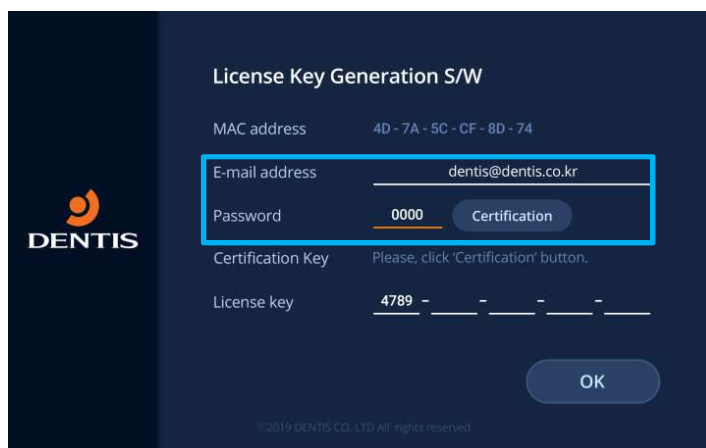 License Key Generation S/W
MAC address 4D - 7A - 5C - CF - 8D - 74
E-mail address dentis@dentis.co.kr
Password 0000 Certification
DENTIS
Certification Key Please, click 'Certification' button.
License key 4789 - - - -
OK
©2019 DENTIS CO. LTD All rights reserved